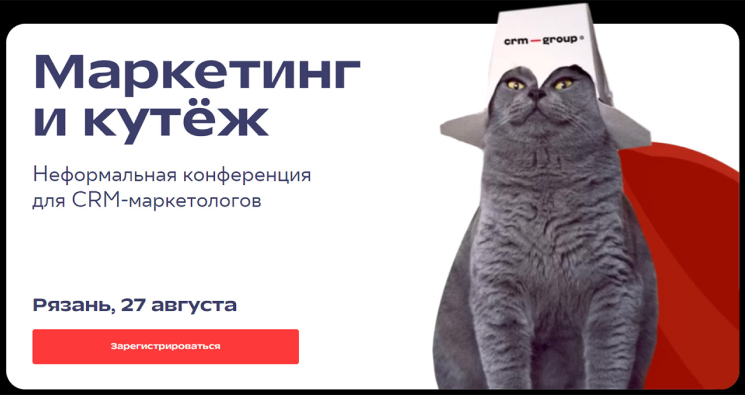 crm—group®
Маркетинг
и кутёж
Неформальная конференция
для CRM-маркетологов
Рязань, 27 августа
Зарегистрироваться